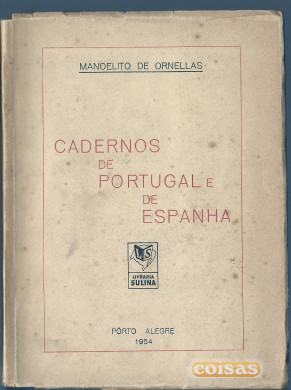 MANOELITO DE ORNELLAS
CADERNOS
DE
PORTUGAL E
DE
ESPANHA
LS
LIVRARIA
SULINA
PÔRTO ALEGRE
1954
coisas